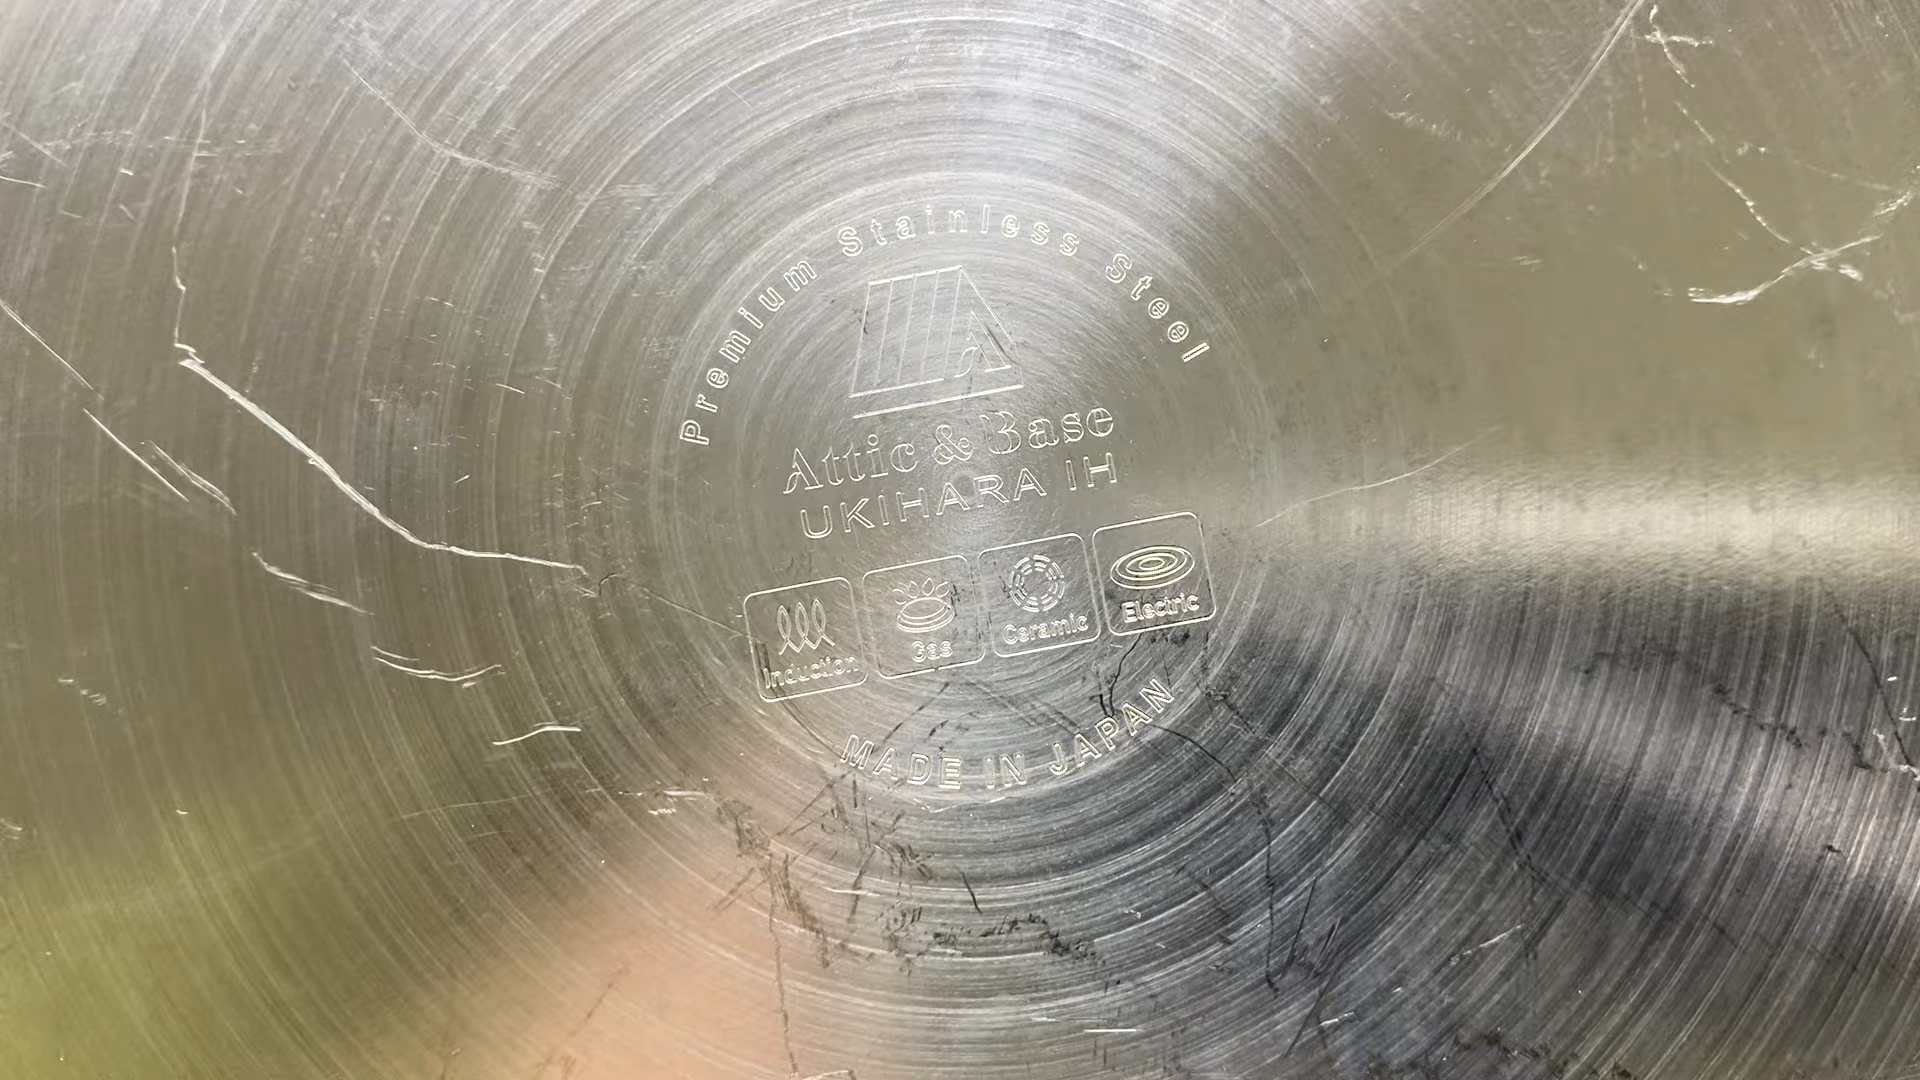 Premium Stainless Steel
Attic & Base
UKIHARA IH
Induction
Gas
Ceramic
Electric
MADE IN JAPAN